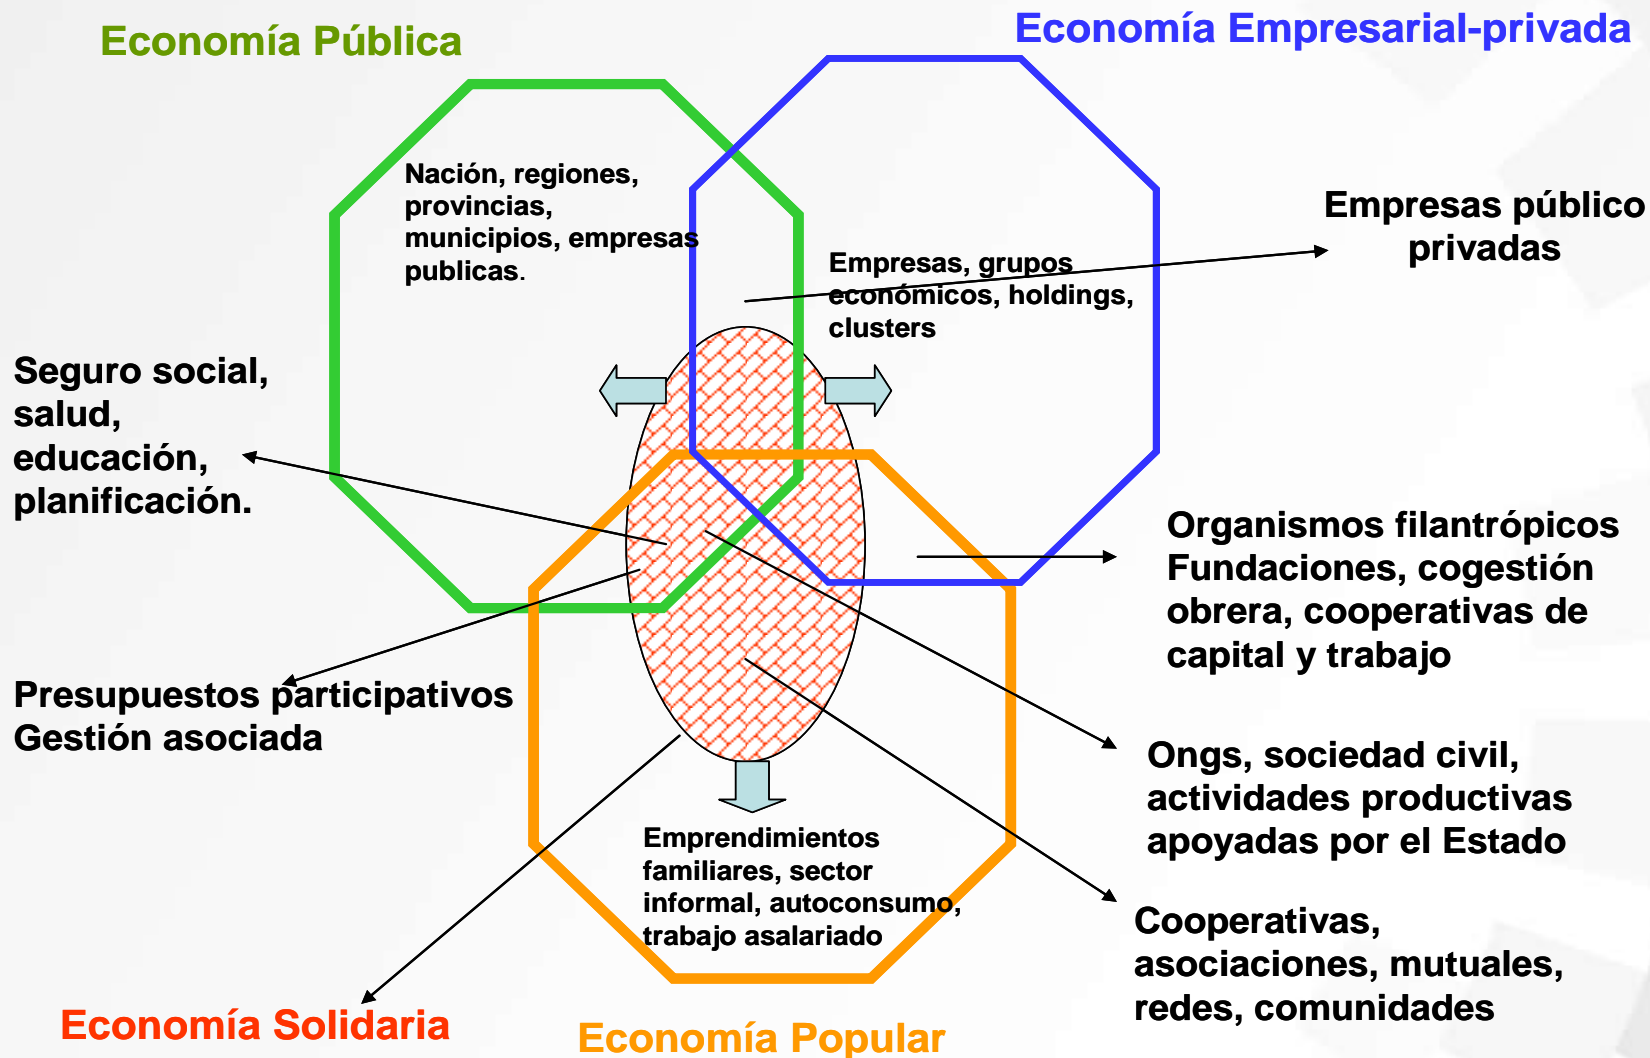 Economía Pública
Economía Empresarial-privada
Nación, regiones,
provincias,
municipios, empresas
publicas.
Empresas público
privadas
Empresas, grupos
económicos, holdings,
clusters
Seguro social,
salud,
educación,
planificación.
Organismos filantrópicos
Fundaciones, cogestión
obrera, cooperativas de
capital y trabajo
Presupuestos participativos
Gestión asociada
Ongs, sociedad civil,
actividades productivas
apoyadas por el Estado
Emprendimientos
familiares, sector
informal, autoconsumo,
trabajo asalariado
Cooperativas,
asociaciones, mutuales,
redes, comunidades
Economía Solidaria
Economía Popular